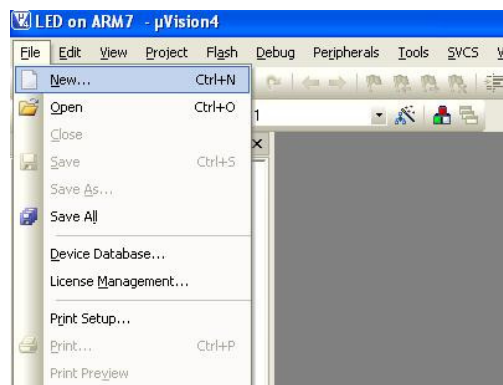 LED on ARM7 - µVision4
File Edit View Project Flash Debug Peripherals Tools SVCS
New... Ctrl+N
Open Ctrl+O
1
Close
Save Ctrl+S
Save As...
Save All
Device Database...
License Management...
Print Setup...
Print... Ctrl+P
Print Preview